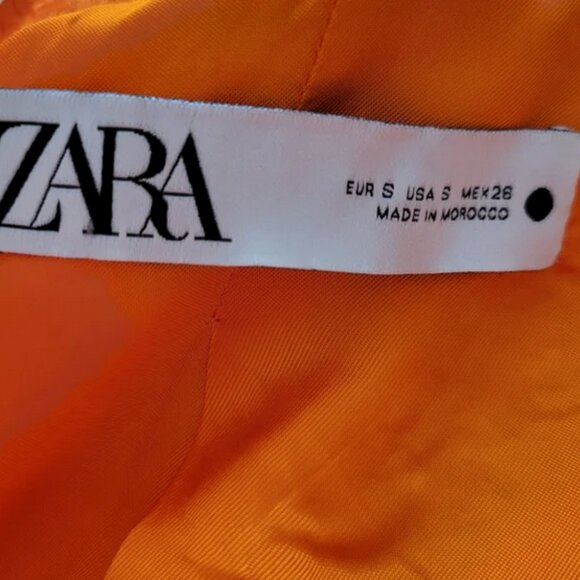 ZARA
EUR S USA S MEX 26
MADE IN MOROCCO